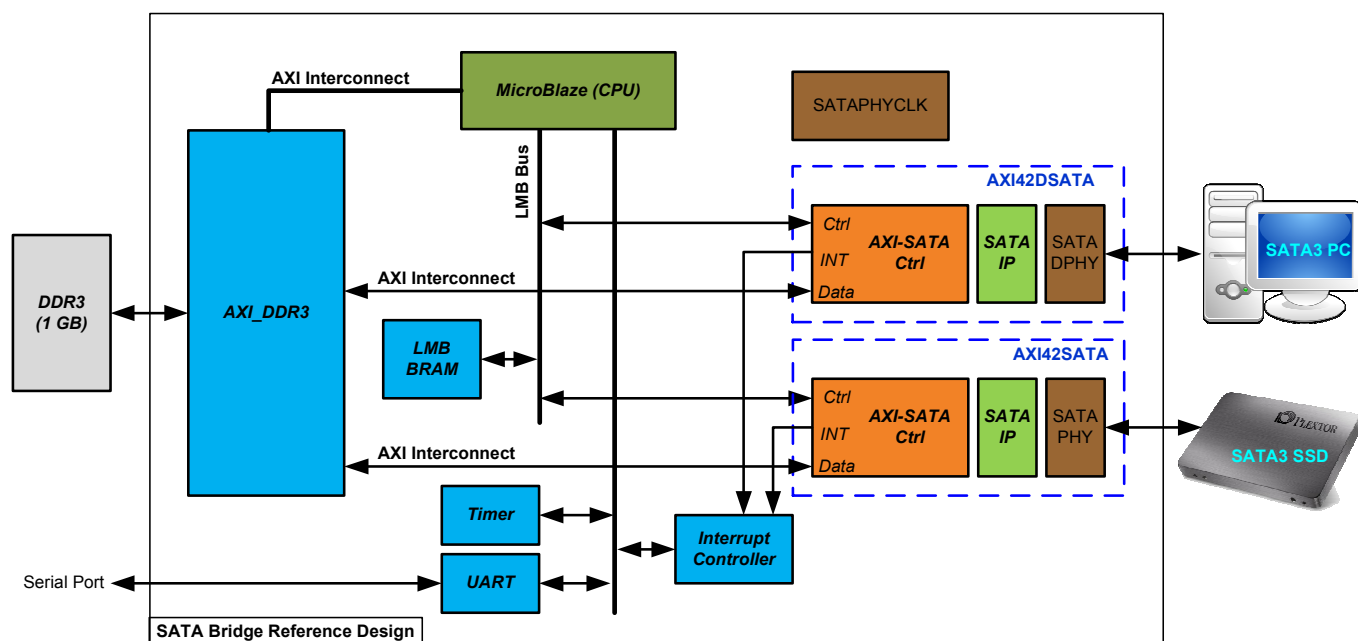 AXI Interconnect
MicroBlaze (CPU)
SATAPHYCLK
LMB Bus
AXI42DSATA
Ctrl
INT
Data
AXI-SATA
Ctrl
SATA
IP
SATA
DPHY
SATA3 PC
DDR3
(1 GB)
AXI_DDR3
AXI Interconnect
LMB
BRAM
AXI42SATA
Ctrl
INT
Data
AXI-SATA
Ctrl
SATA
IP
SATA
PHY
PLEXTOR
SATA3 SSD
AXI Interconnect
Timer
Interrupt
Controller
Serial Port
UART
SATA Bridge Reference Design